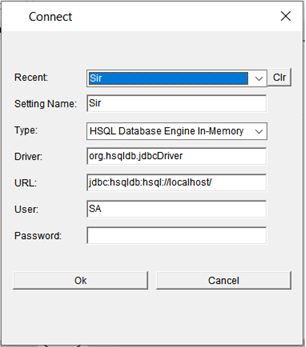 Connect
Recent: Sir Clr
Setting Name: Sir
Type: HSQL Database Engine In-Memory
Driver: org.hsqldb.jdbcDriver
URL: jdbc:hsqldb:hsql://localhost/
User: SA
Password:
Ok Cancel